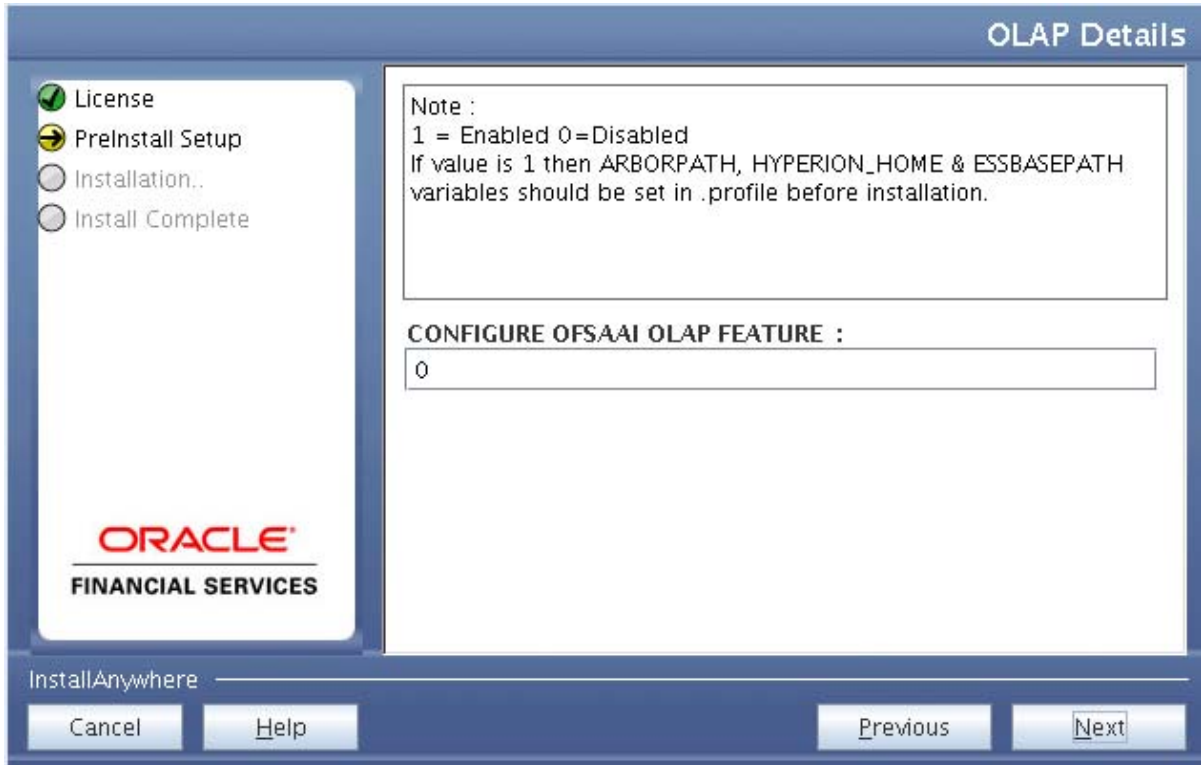 OLAP Details
License
PreInstall Setup
Installation..
Install Complete
Note :
1 = Enabled 0=Disabled
If value is 1 then ARBORPATH, HYPERION_HOME & ESSBASEPATH
variables should be set in .profile before installation.
CONFIGURE OFSAAI OLAP FEATURE :
0
ORACLE
FINANCIAL SERVICES
InstallAnywhere
Cancel
Help
Previous
Next